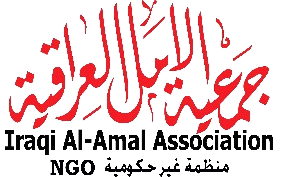 جمعية الأمل العراقية
Iraqi Al-Amal Association
NGO منظمة غير حكومية